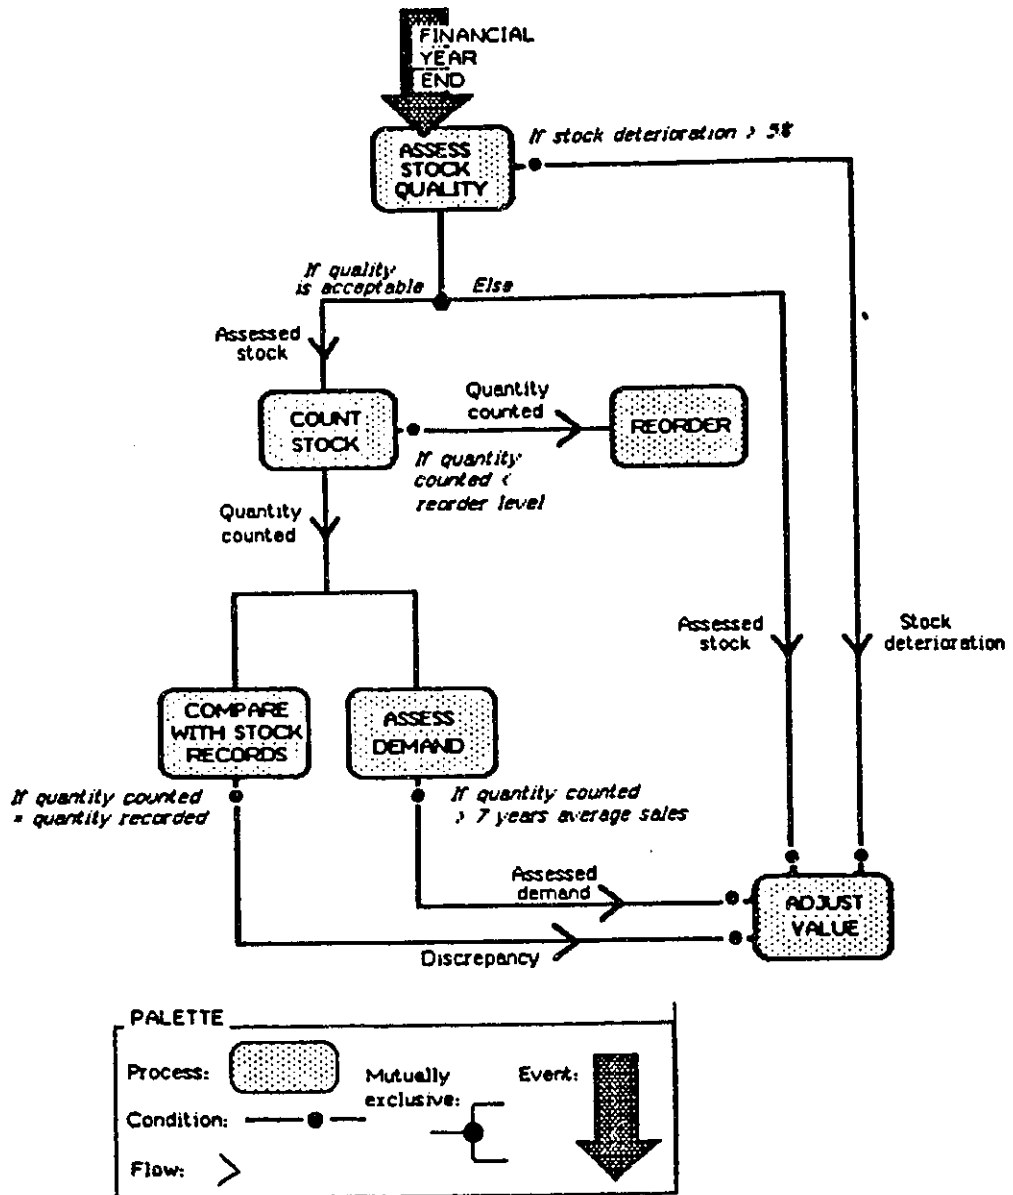 FINANCIAL
YEAR
END
If stock deterioration > 5%
ASSESS
STOCK
QUALITY
If quality
is acceptable
Else
Assessed
stock
COUNT
STOCK
Quantity
counted
REORDER
If quantity
counted <
reorder level
Quantity
counted
Assessed
stock
Stock
deterioration
COMPARE
WITH STOCK
RECORDS
ASSESS
DEMAND
If quantity counted
= quantity recorded
If quantity counted
> 7 years average sales
Assessed
demand
ADJUST
VALUE
Discrepancy
PALETTE
Process:
Mutually
exclusive:
Event:
Condition:
Flow: